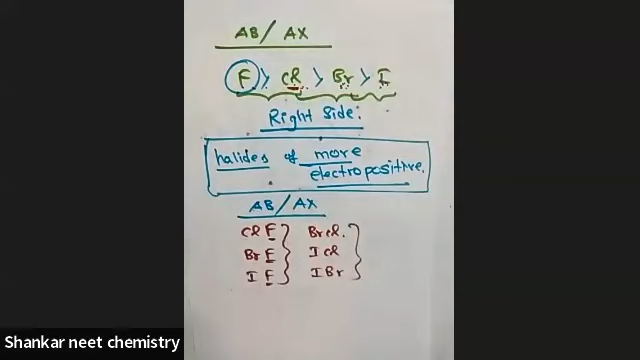 AB/ AX
F > Cl > Br > I
Right side:
halides of more
electropositive.
AB/AX
ClF BrCl.
BrF ICl
IF IBr
Shankar neet chemistry